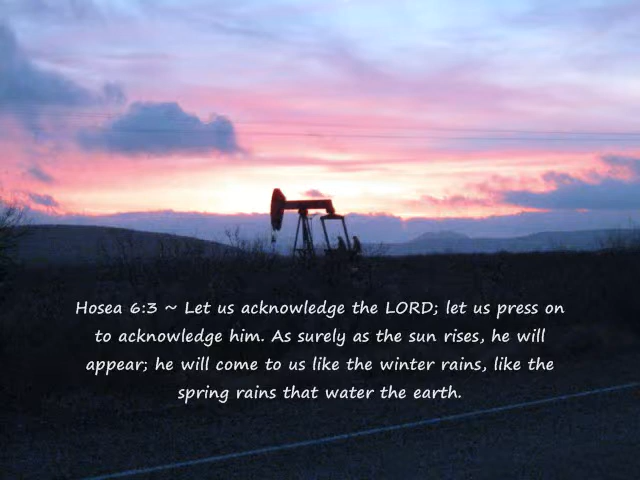 Hosea 6:3 ~ Let us acknowledge the LORD; let us press on
to acknowledge him. As surely as the sun rises, he will
appear; he will come to us like the winter rains, like the
spring rains that water the earth.